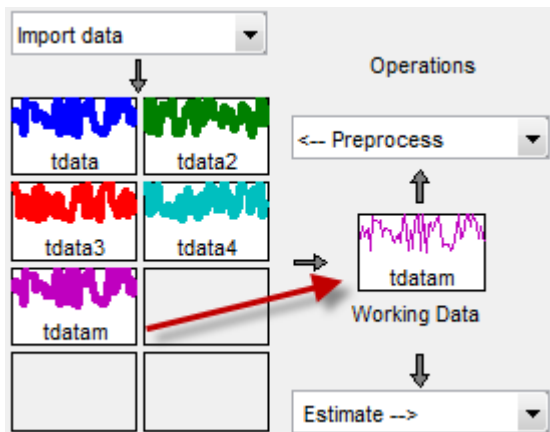 Import data
Operations
tdata
tdata2
<-- Preprocess
tdata3
tdata4
tdatam
tdatam
Working Data
Estimate -->